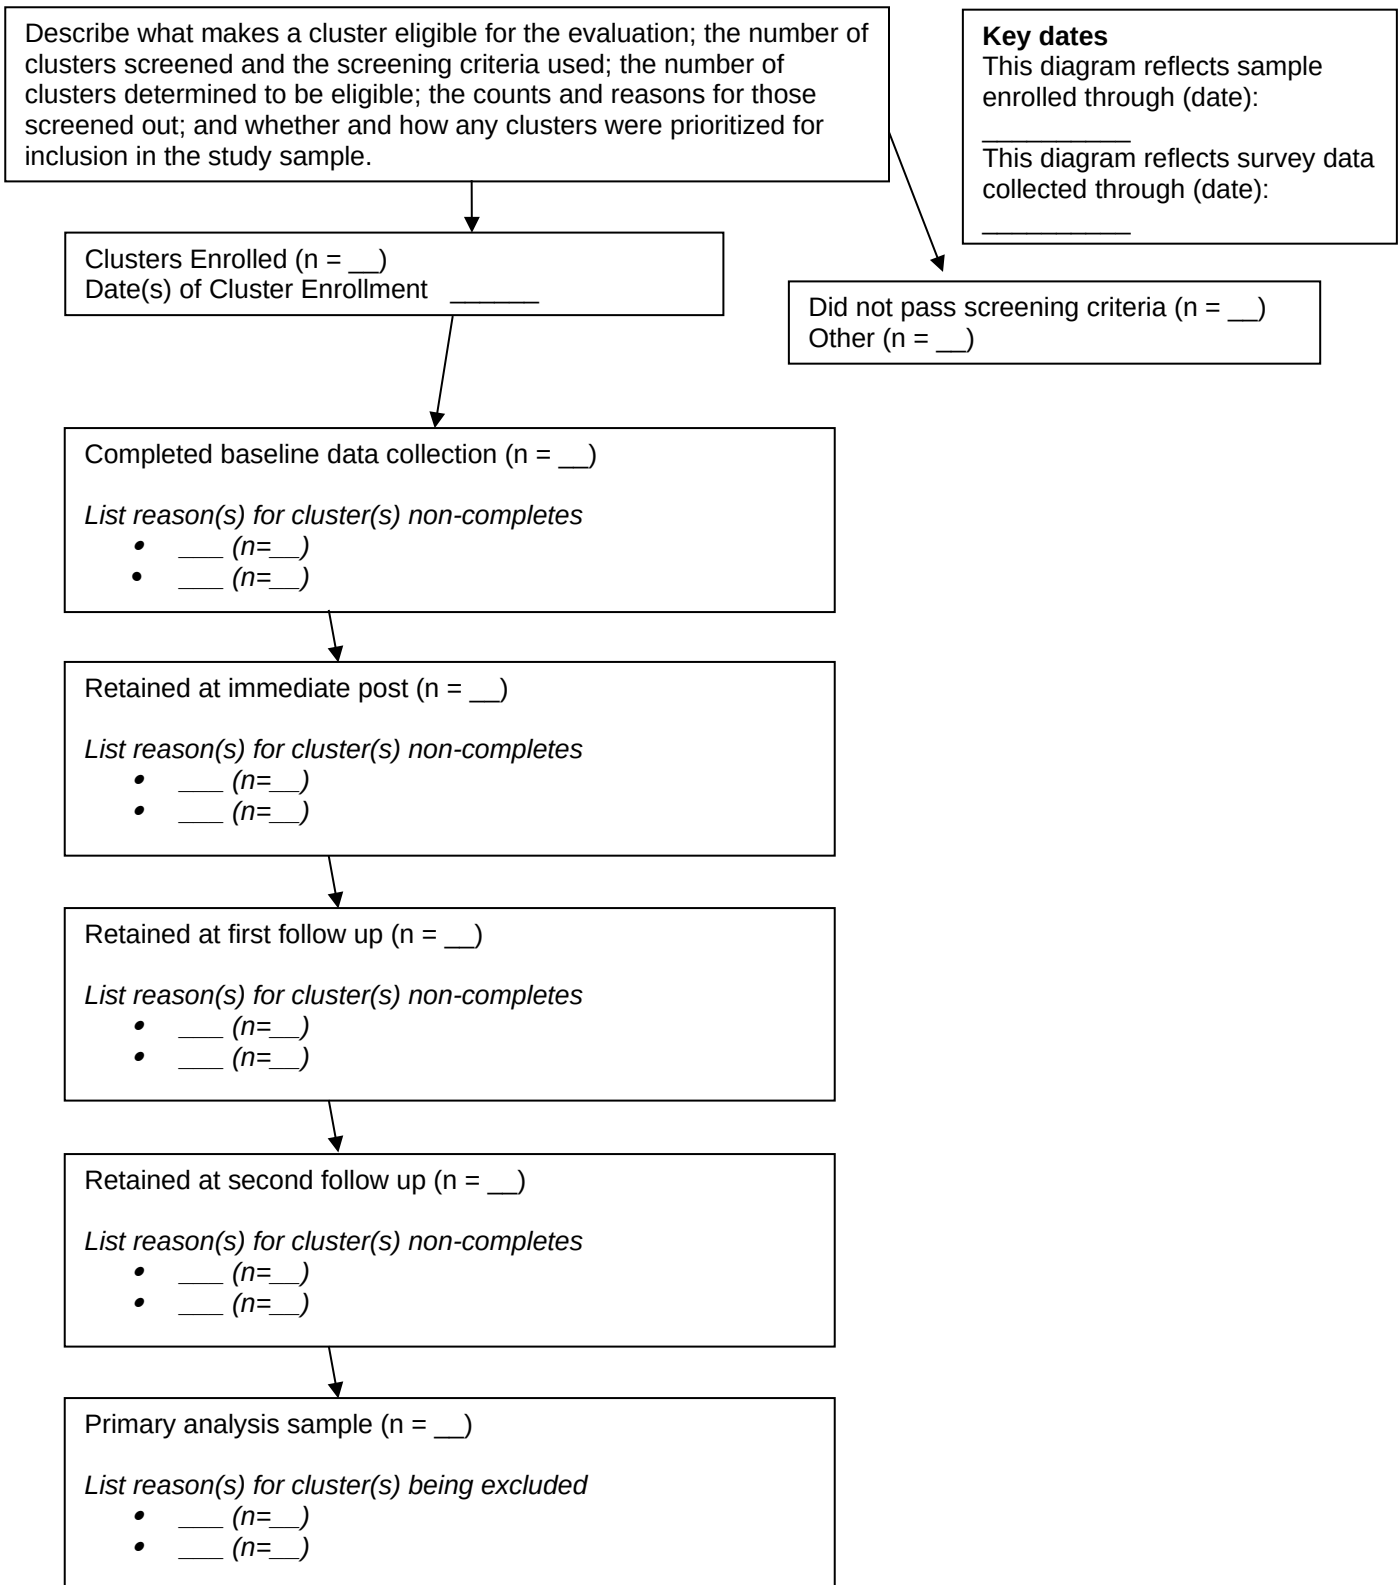 Describe what makes a cluster eligible for the evaluation; the number of
clusters screened and the screening criteria used; the number of
clusters determined to be eligible; the counts and reasons for those
screened out; and whether and how any clusters were prioritized for
inclusion in the study sample.
Key dates
This diagram reflects sample
enrolled through (date):
__________
This diagram reflects survey data
collected through (date):
__________
Clusters Enrolled (n = __)
Date(s) of Cluster Enrollment ______
Did not pass screening criteria (n = __)
Other (n = __)
Completed baseline data collection (n = __)
List reason(s) for cluster(s) non-completes
• ___ (n=__)
• ___ (n=__)
Retained at immediate post (n = __)
List reason(s) for cluster(s) non-completes
• ___ (n=__)
• ___ (n=__)
Retained at first follow up (n = __)
List reason(s) for cluster(s) non-completes
• ___ (n=__)
• ___ (n=__)
Retained at second follow up (n = __)
List reason(s) for cluster(s) non-completes
• ___ (n=__)
• ___ (n=__)
Primary analysis sample (n = __)
List reason(s) for cluster(s) being excluded
• ___ (n=__)
• ___ (n=__)